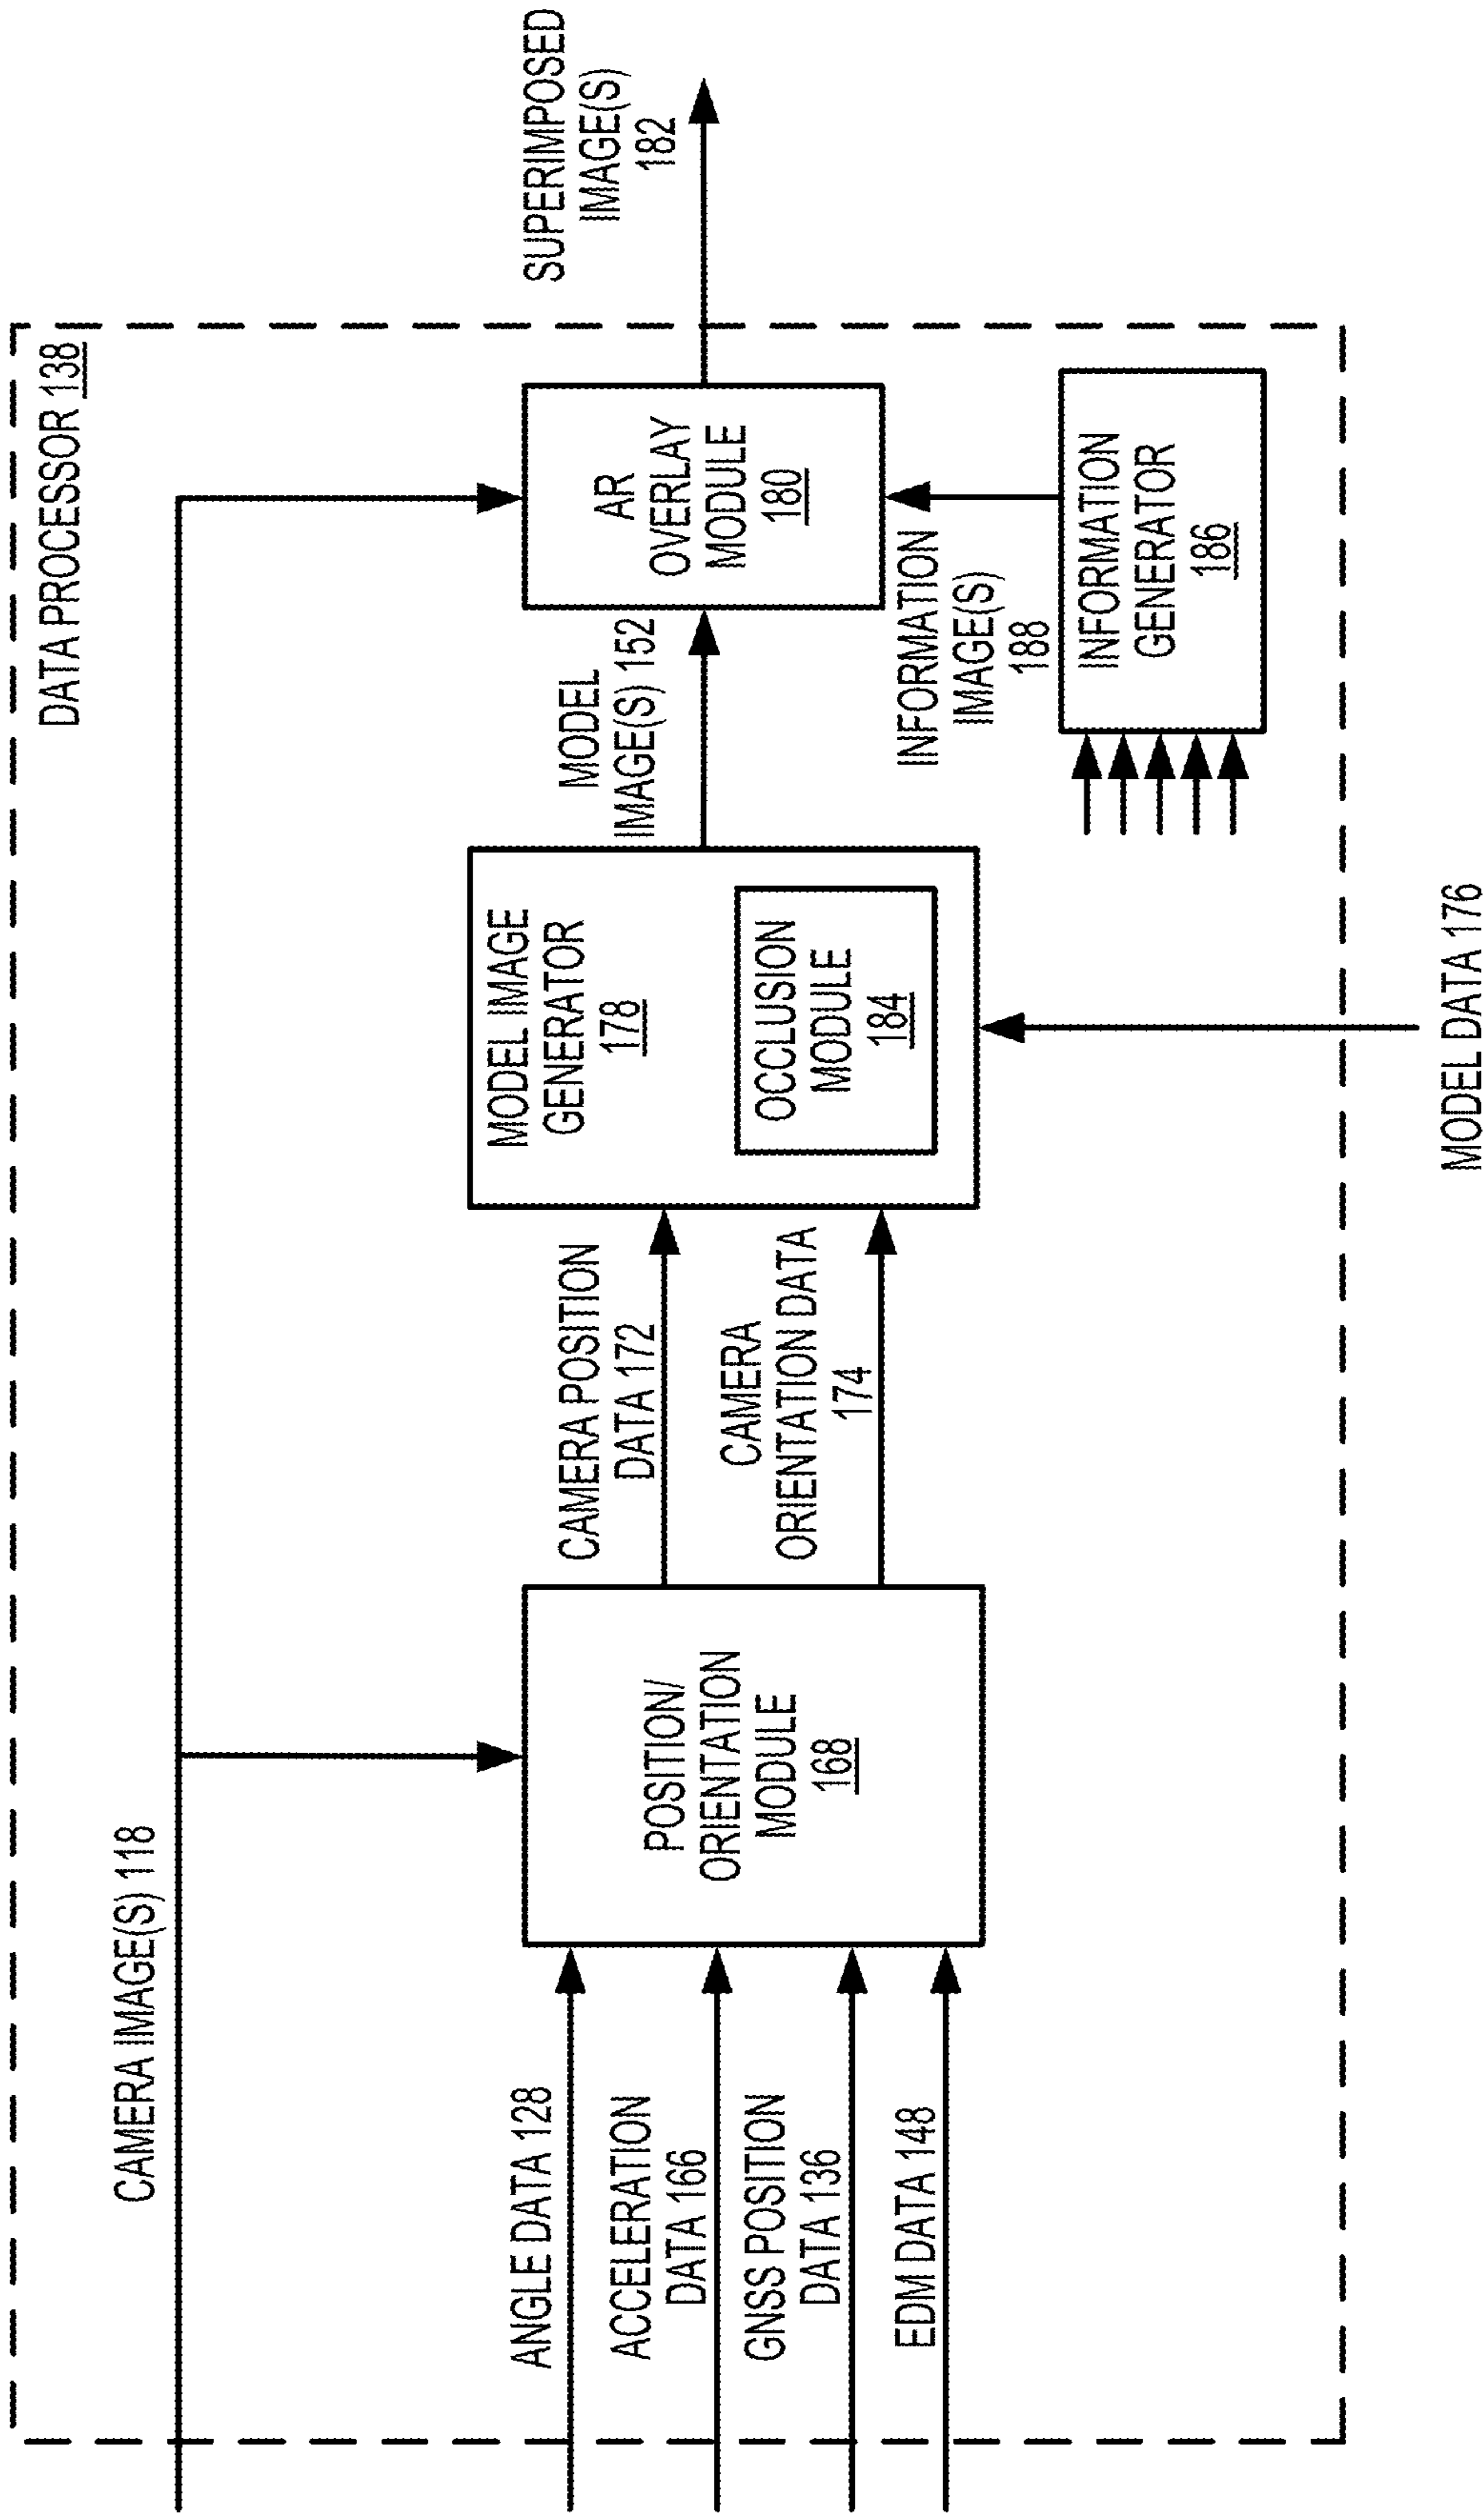 DATA PROCESSOR 138
CAMERA IMAGE(S) 118
ANGLE DATA 128
ACCELERATION
DATA 166
GNSS POSITION
DATA 136
EDM DATA 148
POSITION/
ORIENTATION
MODULE
168
CAMERA POSITION
DATA 172
CAMERA
ORIENTATION DATA
174
MODEL IMAGE
GENERATOR
178
OCCLUSION
MODULE
184
MODEL DATA 176
MODEL
IMAGE(S) 152
AR
OVERLAY
MODULE
180
INFORMATION
IMAGE(S)
188
INFORMATION
GENERATOR
186
SUPERIMPOSED
IMAGE(S)
182